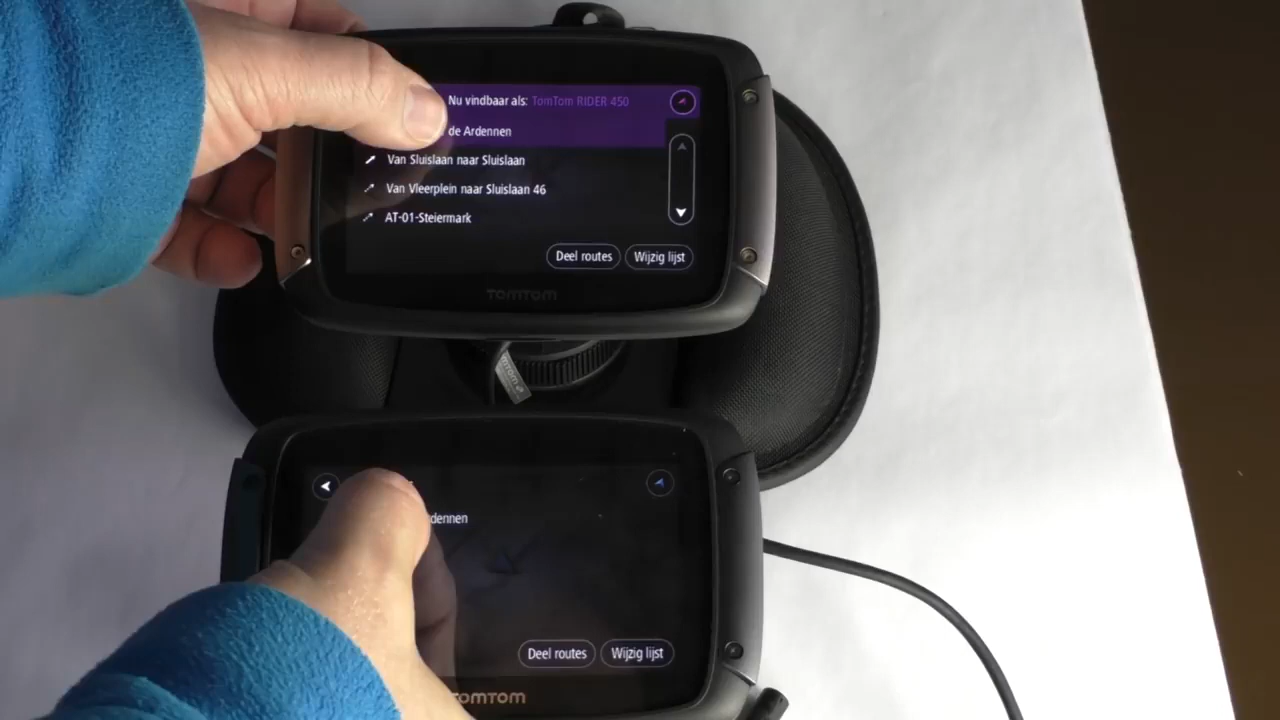 Nu vindbaar als: TomTom RIDER 450
de Ardennen
Van Sluislaan naar Sluislaan
Van Vleerplein naar Sluislaan 46
AT-01-Steiermark
Deel routes
Wijzig lijst
TOMTOM
dennen
Deel routes
Wijzig lijst
TOMTOM